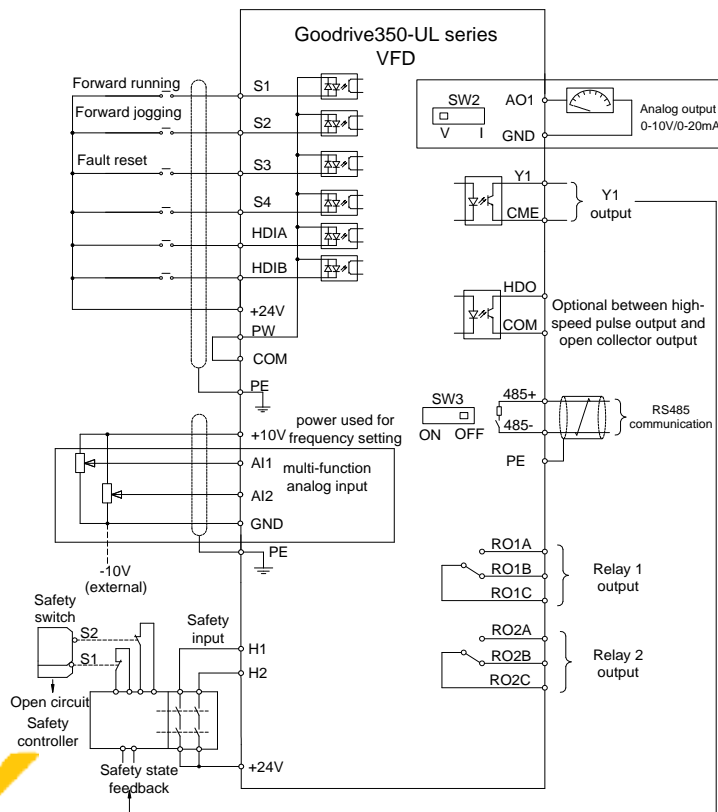 Goodrive350-UL series
VFD
Forward running
S1
Forward jogging
S2
Fault reset
S3
S4
HDIA
HDIB
+24V
PW
COM
PE
power used for
+10V
frequency setting
AI1
multi-function
analog input
AI2
GND
PE
-10V
(external)
Safety
switch
S2
S1
Open circuit
Safety
controller
Safety
input
H1
H2
+24V
Safety state
feedback
SW2
V I
AO1
GND
Analog output
0-10V/0-20mA
Y1
CME
Y1
output
HDO
COM
Optional between high-
speed pulse output and
open collector output
SW3
ON OFF
485+
485-
PE
RS485
communication
RO1A
RO1B
RO1C
Relay 1
output
RO2A
RO2B
RO2C
Relay 2
output